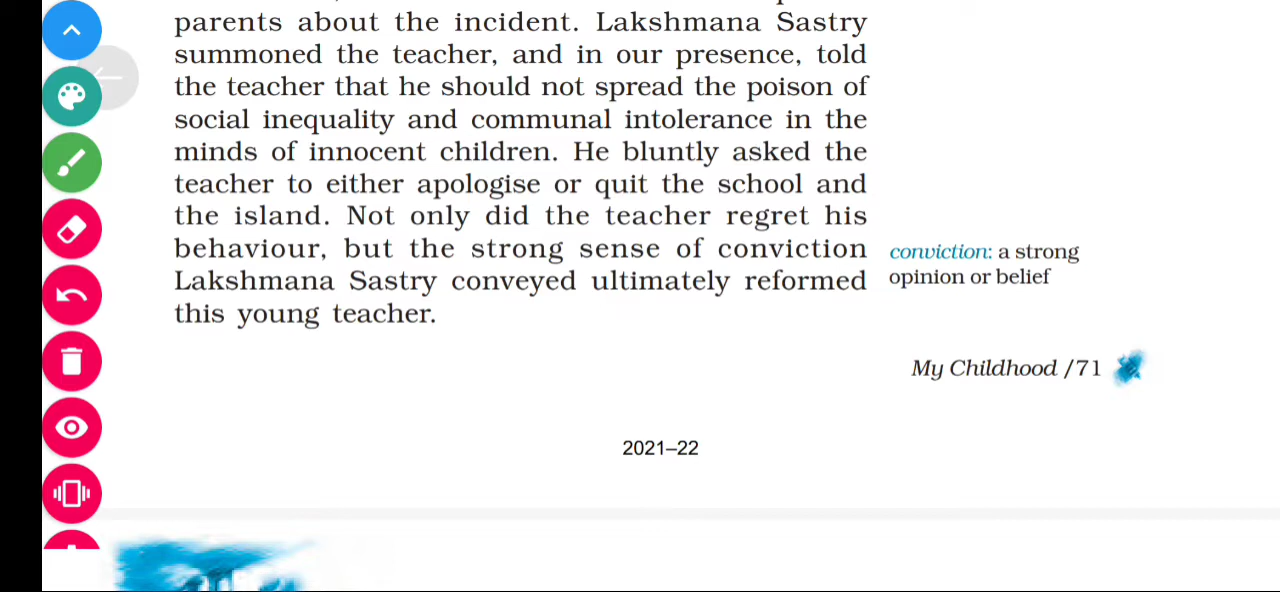 parents about the incident. Lakshmana Sastry
summoned the teacher, and in our presence, told
the teacher that he should not spread the poison of
social inequality and communal intolerance in the
minds of innocent children. He bluntly asked the
teacher to either apologise or quit the school and
the island. Not only did the teacher regret his
behaviour, but the strong sense of conviction
Lakshmana Sastry conveyed ultimately reformed
this young teacher.
conviction: a strong
opinion or belief
My Childhood /71
2021–22